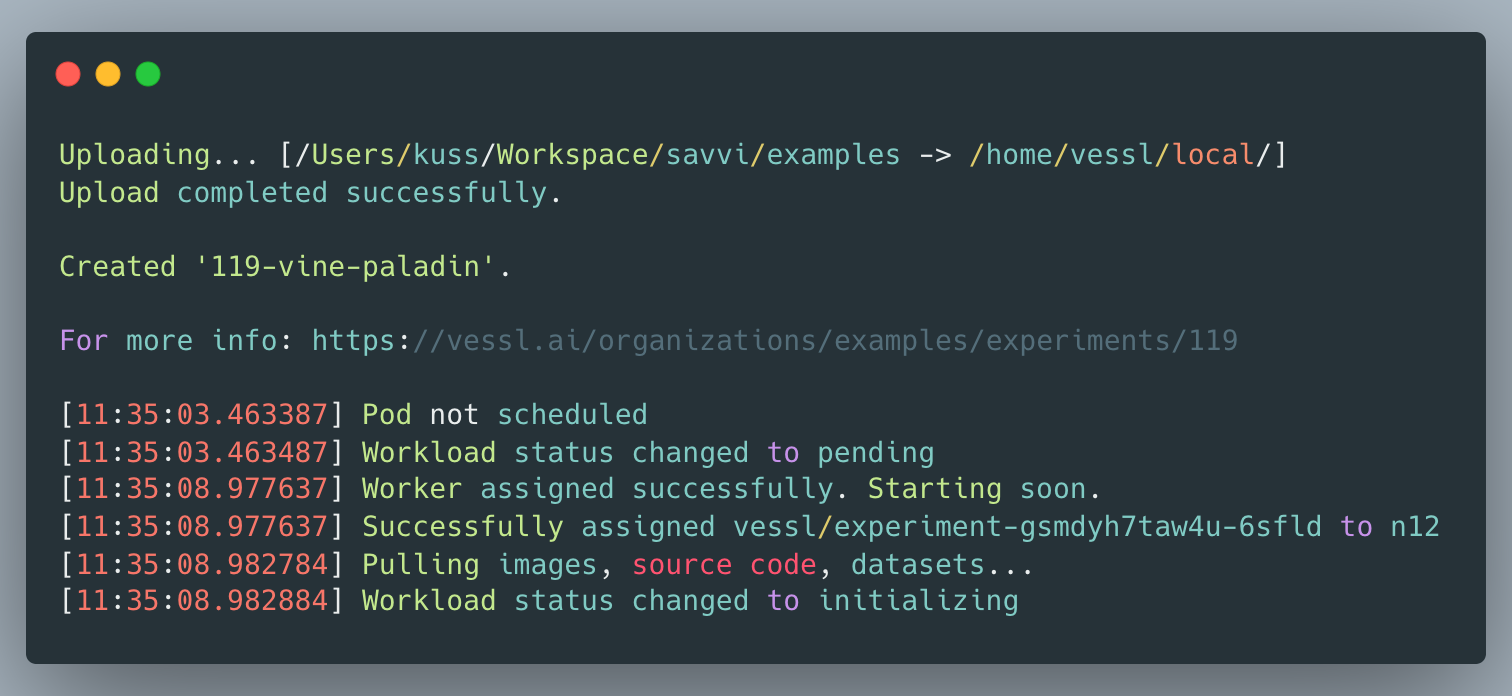 Uploading... [/Users/kuss/Workspace/savvi/examples -> /home/vessl/local/]
Upload completed successfully.
Created '119-vine-paladin'.
For more info: https://vessl.ai/organizations/examples/experiments/119
[11:35:03.463387] Pod not scheduled
[11:35:03.463487] Workload status changed to pending
[11:35:08.977637] Worker assigned successfully. Starting soon.
[11:35:08.977637] Successfully assigned vessl/experiment-gsmdyh7taw4u-6sfld to n12
[11:35:08.982784] Pulling images, source code, datasets...
[11:35:08.982884] Workload status changed to initializing